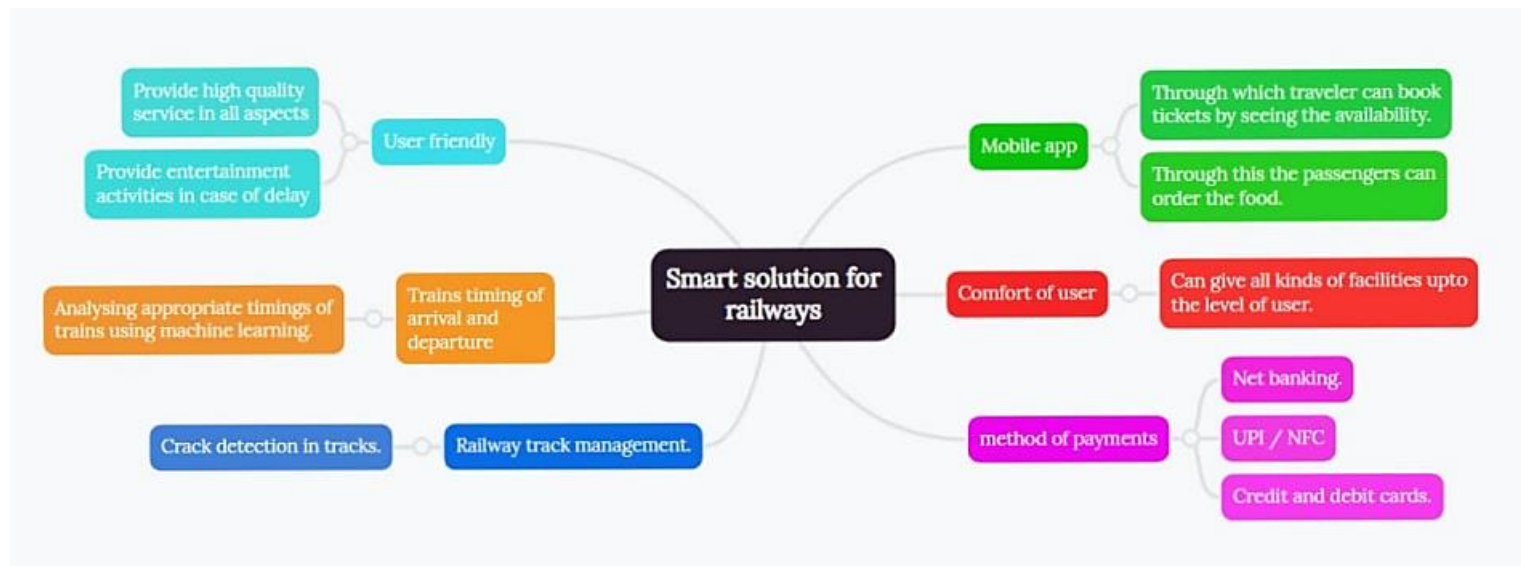 Smart solution for
railways
User friendly
Provide high quality
service in all aspects
Provide entertainment
activities in case of delay
Trains timing of
arrival and
departure
Analysing appropriate timings of
trains using machine learning.
Railway track management.
Crack detection in tracks.
Mobile app
Through which traveler can book
tickets by seeing the availability.
Through this the passengers can
order the food.
Comfort of user
Can give all kinds of facilities upto
the level of user.
method of payments
Net banking.
UPI / NFC
Credit and debit cards.